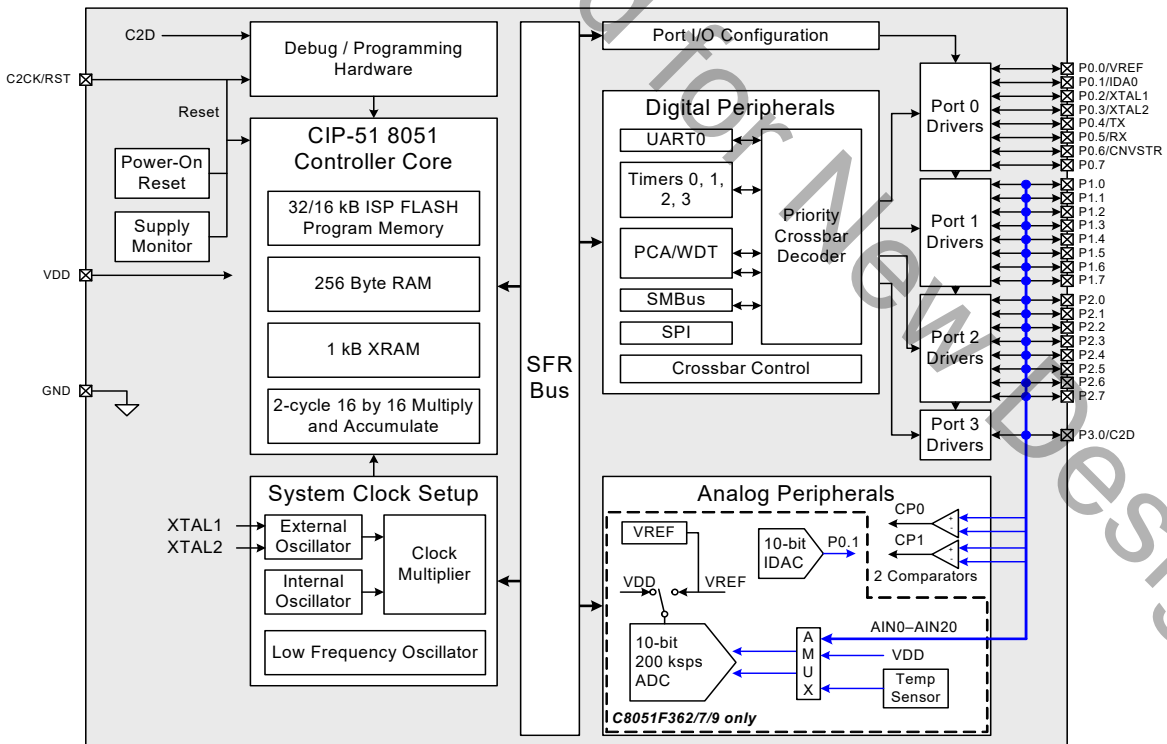 C2D
C2CK/RST
Reset
Power-On
Reset
Supply
Monitor
VDD
GND
Debug / Programming
Hardware
CIP-51 8051
Controller Core
32/16 kB ISP FLASH
Program Memory
256 Byte RAM
1 kB XRAM
2-cycle 16 by 16 Multiply
and Accumulate
System Clock Setup
XTAL1
XTAL2
External
Oscillator
Internal
Oscillator
Clock
Multiplier
Low Frequency Oscillator
SFR
Bus
Port I/O Configuration
Digital Peripherals
UART0
Timers 0, 1,
2, 3
PCA/WDT
SMBus
SPI
Priority
Crossbar
Decoder
Crossbar Control
Port 0
Drivers
Port 1
Drivers
Port 2
Drivers
Port 3
Drivers
P0.0/VREF
P0.1/IDA0
P0.2/XTAL1
P0.3/XTAL2
P0.4/TX
P0.5/RX
P0.6/CNVSTR
P0.7
P1.0
P1.1
P1.2
P1.3
P1.4
P1.5
P1.6
P1.7
P2.0
P2.1
P2.2
P2.3
P2.4
P2.5
P2.6
P2.7
P3.0/C2D
Analog Peripherals
VREF
VDD
VREF
10-bit
IDAC
P0.1
CP0
+
-
CP1
+
-
2 Comparators
10-bit
200 ksps
ADC
A
M
U
X
AIN0–AIN20
VDD
Temp
Sensor
C8051F362/7/9 only
for New